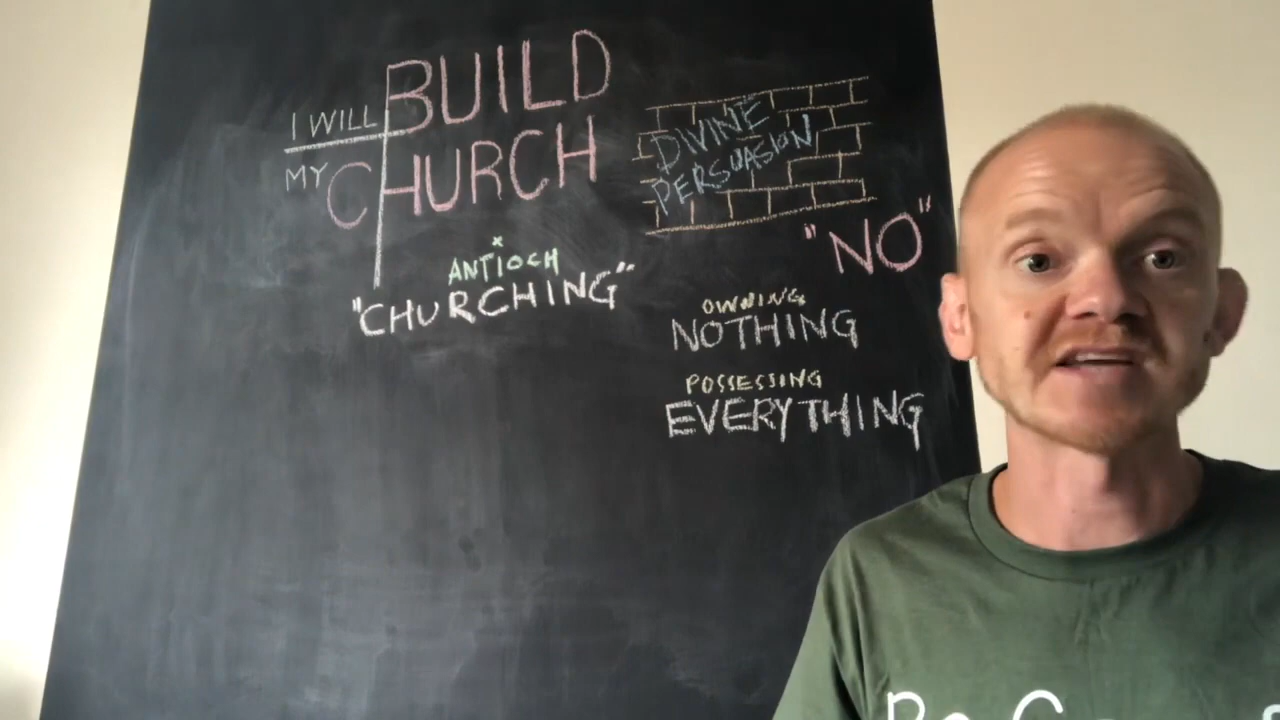 I WILL BUILD
MY CHURCH
DIVINE
PERSUASION
"NO"
ANTIOCH
"CHURCHING"
OWNING
NOTHING
POSSESSING
EVERYTHING